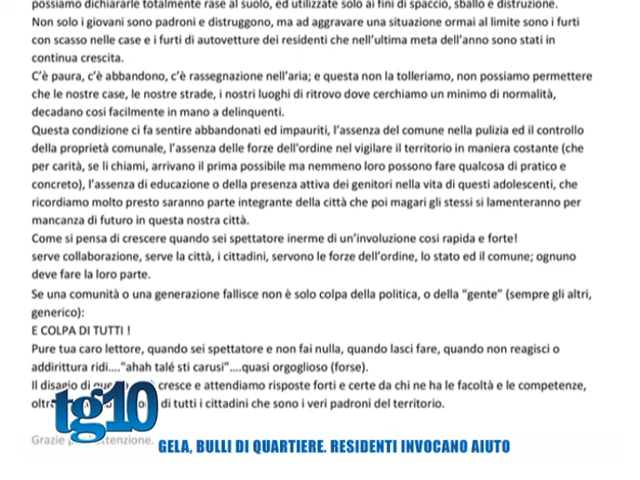 possiamo dichiararle totalmente rase al suolo, ed utilizzate solo ai fini di spaccio, sballo e distruzione.
Non solo i giovani sono padroni e distruggono, ma ad aggravare una situazione ormai al limite sono i furti
con scasso nelle case e i furti di autovetture dei residenti che nell'ultima meta dell'anno sono stati in
continua crescita.
C'è paura, c'è abbandono, c'è rassegnazione nell'aria; e questa non la tolleriamo, non possiamo permettere
che le nostre case, le nostre strade, i nostri luoghi di ritrovo dove cerchiamo un minimo di normalità,
decadano cosi facilmente in mano a delinquenti.
Questa condizione ci fa sentire abbandonati ed impauriti, l'assenza del comune nella pulizia ed il controllo
della proprietà comunale, l'assenza delle forze dell'ordine nel vigilare il territorio in maniera costante (che
per carità, se li chiami, arrivano il prima possibile ma nemmeno loro possono fare qualcosa di pratico e
concreto), l'assenza di educazione o della presenza attiva dei genitori nella vita di questi adolescenti, che
ricordiamo molto presto saranno parte integrante della città che poi magari gli stessi si lamenteranno per
mancanza di futuro in questa nostra città.
Come si pensa di crescere quando sei spettatore inerme di un'involuzione cosi rapida e forte!
serve collaborazione, serve la città, i cittadini, servono le forze dell'ordine, lo stato ed il comune; ognuno
deve fare la loro parte.
Se una comunità o una generazione fallisce non è solo colpa della politica, o della "gente" (sempre gli altri,
generico):
E COLPA DI TUTTI !
Pure tua caro lettore, quando sei spettatore e non fai nulla, quando lasci fare, quando non reagisci o
addirittura ridi...."ahah talé sti carusi"....quasi orgoglioso (forse).
Il disagio di cresce e attendiamo risposte forti e certe da chi ne ha le facoltà e le competenze,
di tutti i cittadini che sono i veri padroni del territorio.
tg10
Grazie
GELA, BULLI DI QUARTIERE. RESIDENTI INVOCANO AIUTO